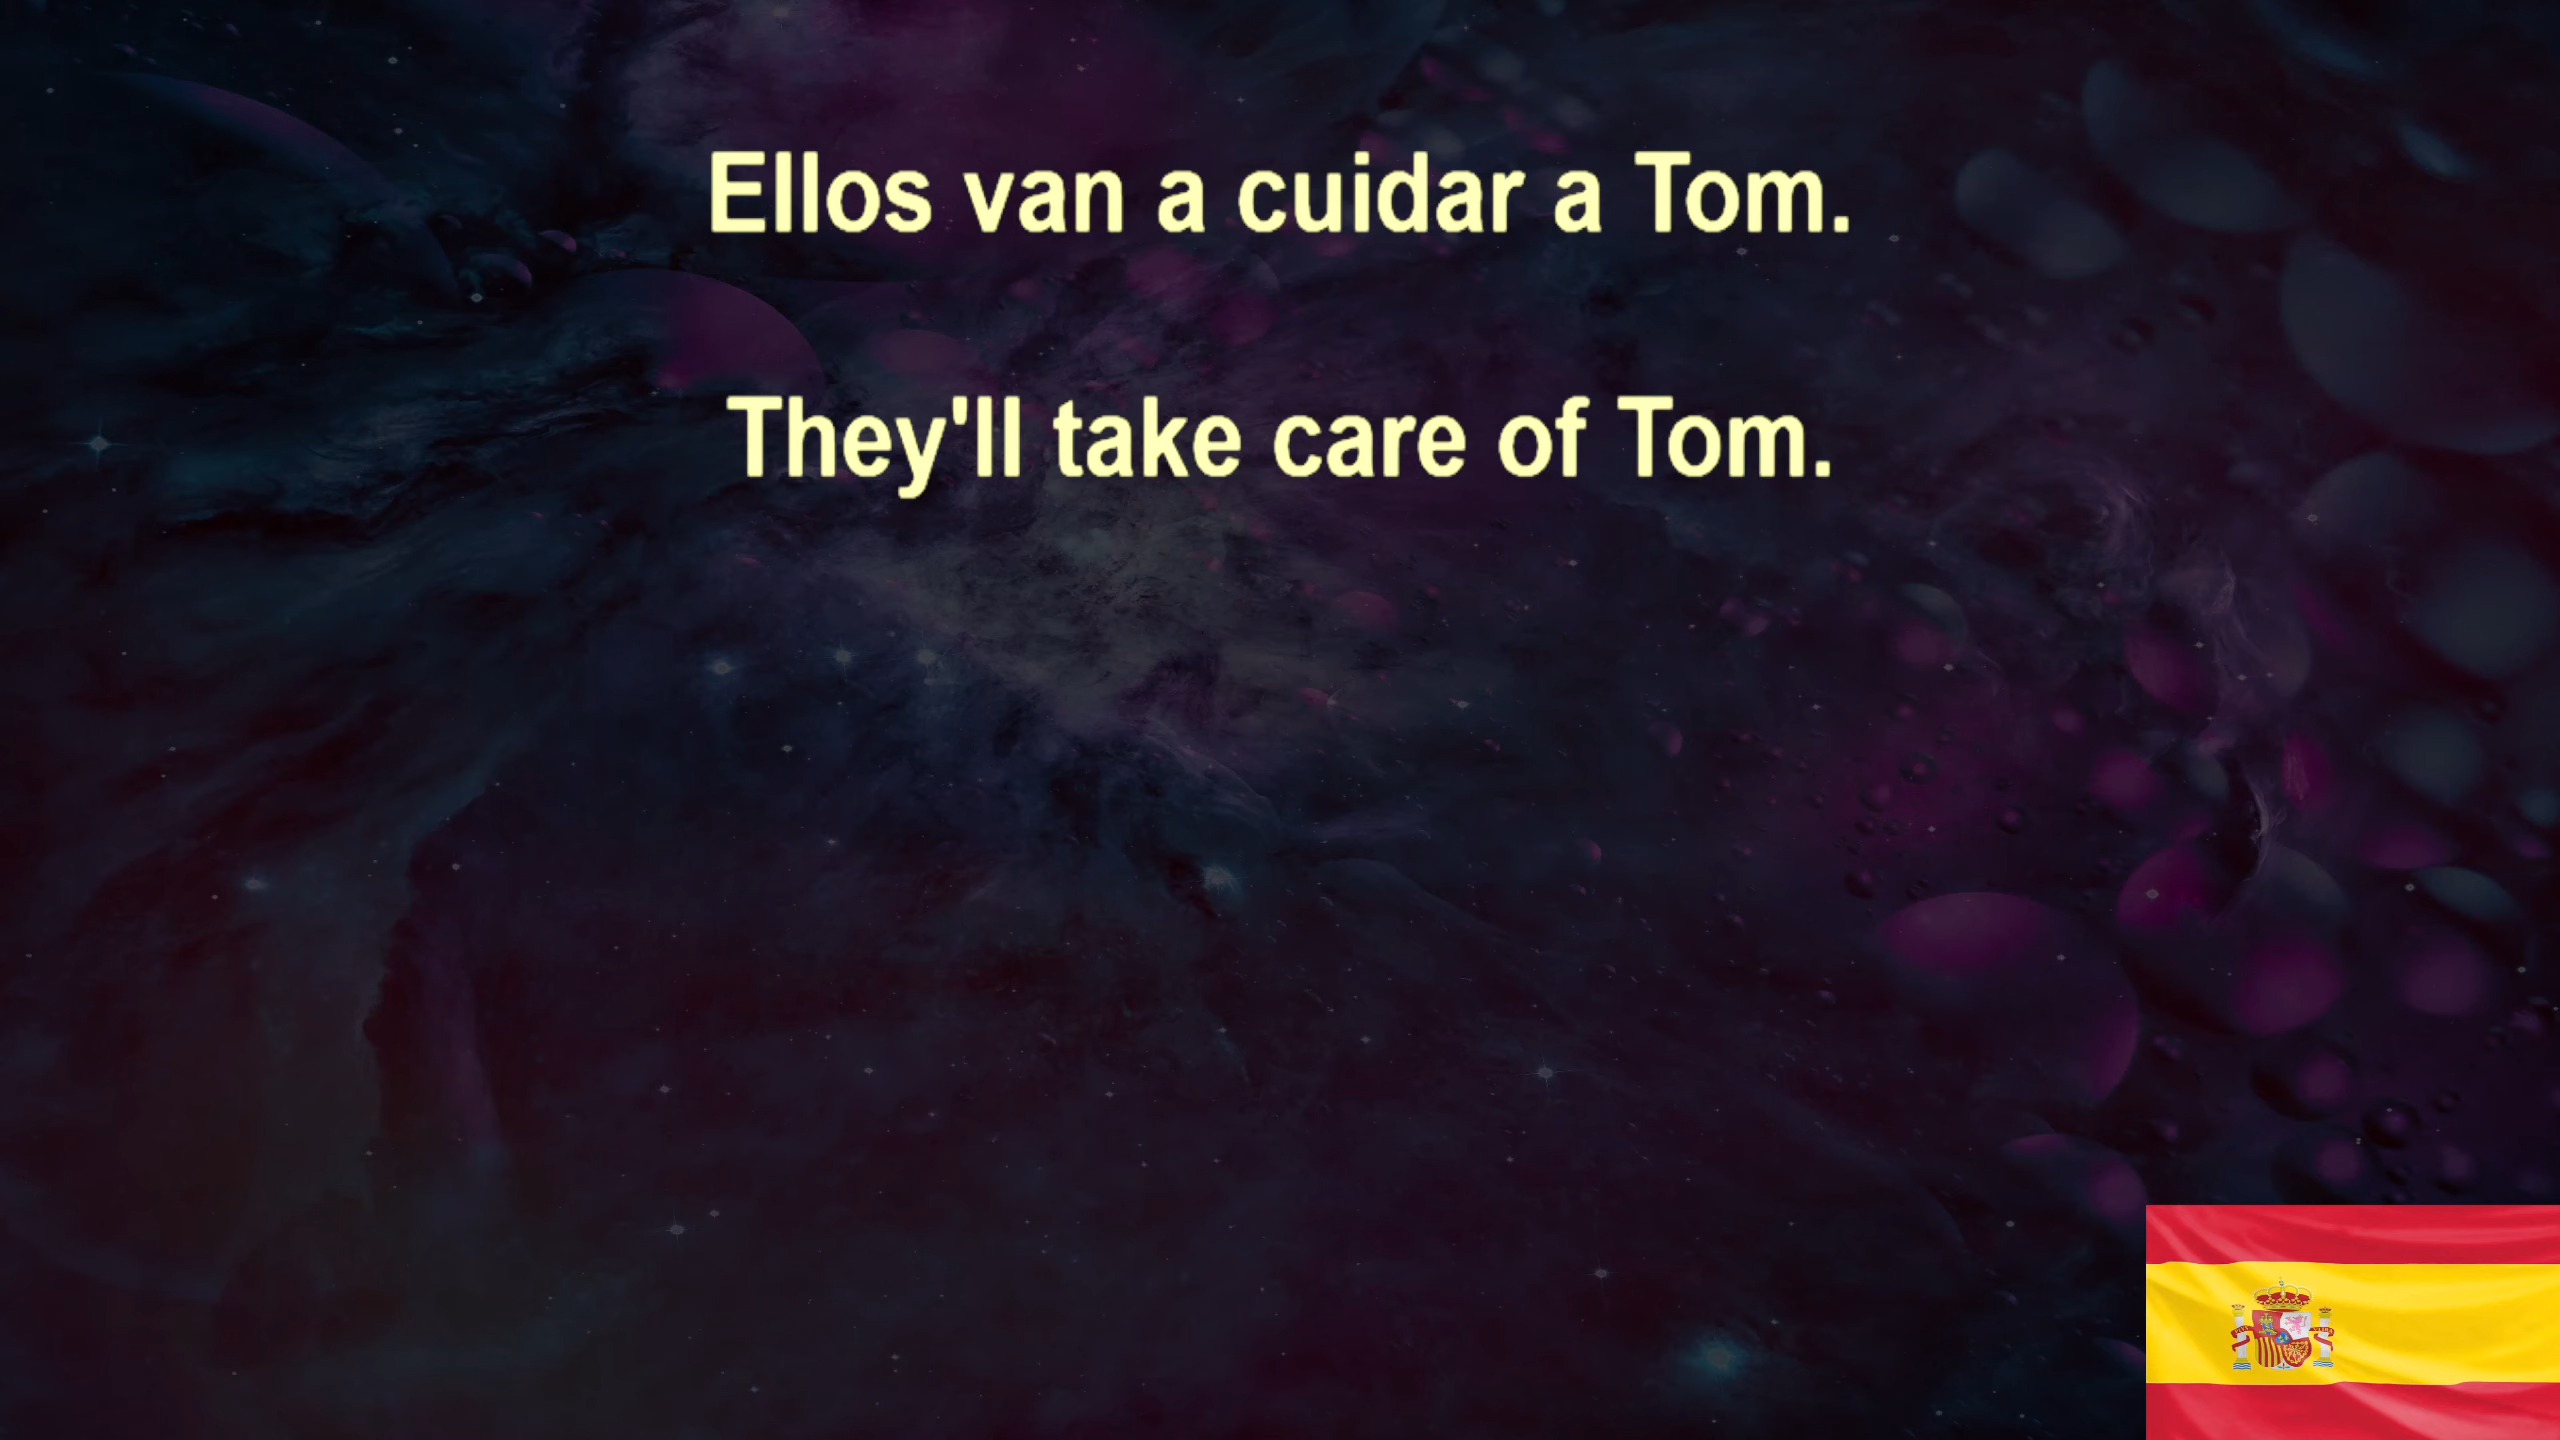 Ellos van a cuidar a Tom.
They'll take care of Tom.